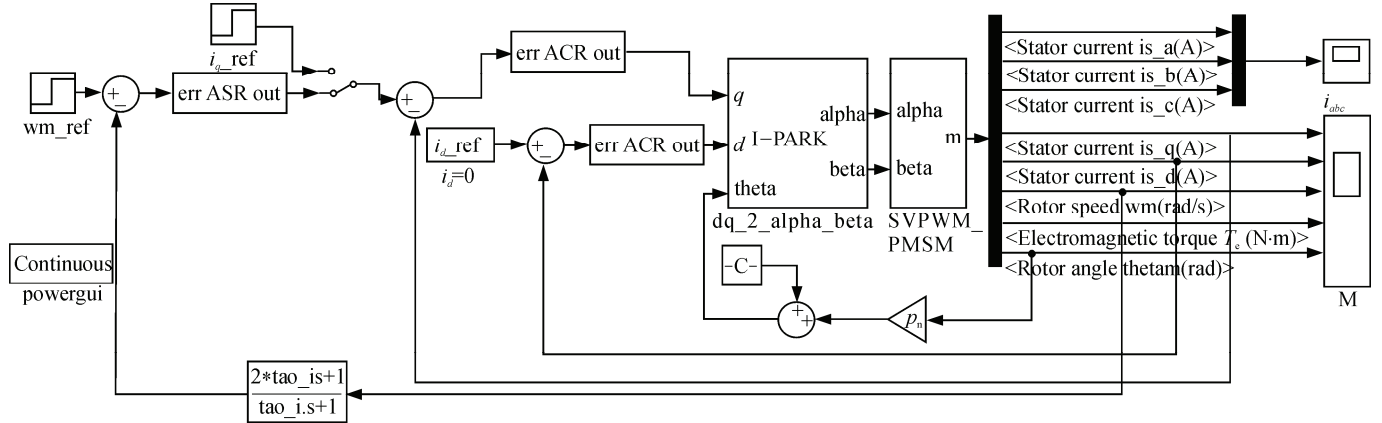 i_q_ref
wm_ref
+
−
err ASR out
+
−
err ACR out
i_d_ref
i_d=0
+
−
err ACR out
q
d
theta
I-PARK
alpha
beta
dq_2_alpha_beta
alpha
beta
m
SVPWM_
PMSM
<Stator current is_a(A)>
<Stator current is_b(A)>
<Stator current is_c(A)>
<Stator current is_q(A)>
<Stator current is_d(A)>
<Rotor speed wm(rad/s)>
<Electromagnetic torque T_e (N·m)>
<Rotor angle thetam(rad)>
i_abc
M
Continuous
powergui
-C-
+
+
p_n
2*tao_is+1
tao_i.s+1